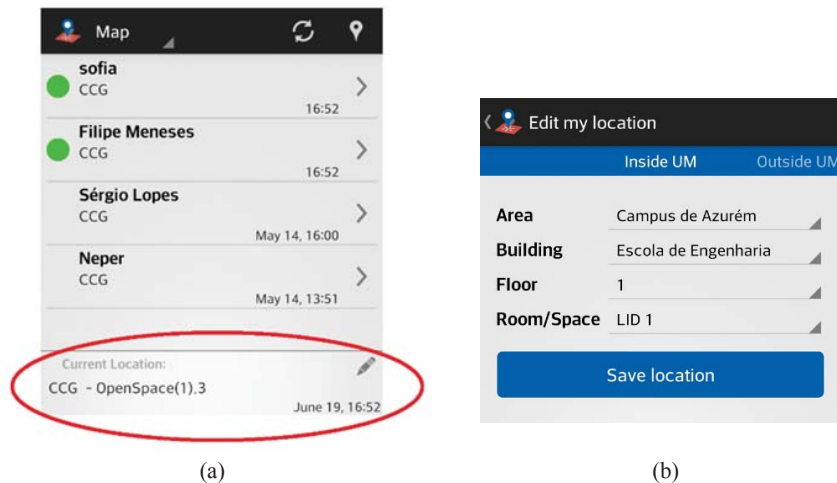 Map
sofia
CCG
16:52
Filipe Meneses
CCG
16:52
Sérgio Lopes
CCG
May 14, 16:00
Neper
CCG
May 14, 13:51
Current Location:
CCG - OpenSpace(1).3
June 19, 16:52
(a)
Edit my location
Inside UM Outside UM
Area Campus de Azurém
Building Escola de Engenharia
Floor 1
Room/Space LID 1
Save location
(b)